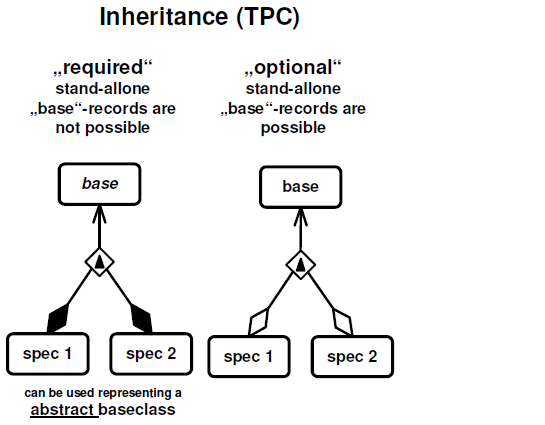 Inheritance (TPC)
„required“
stand-allone
„base“-records are
not possible
„optional“
stand-allone
„base“-records are
possible
base
base
spec 1
spec 2
spec 1
spec 2
can be used representing a
abstract baseclass